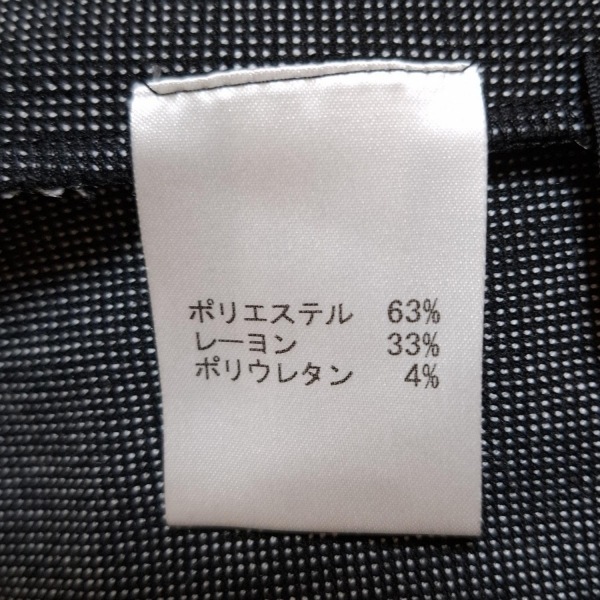 ポリエステル 63%
レーヨン 33%
ポリウレタン 4%